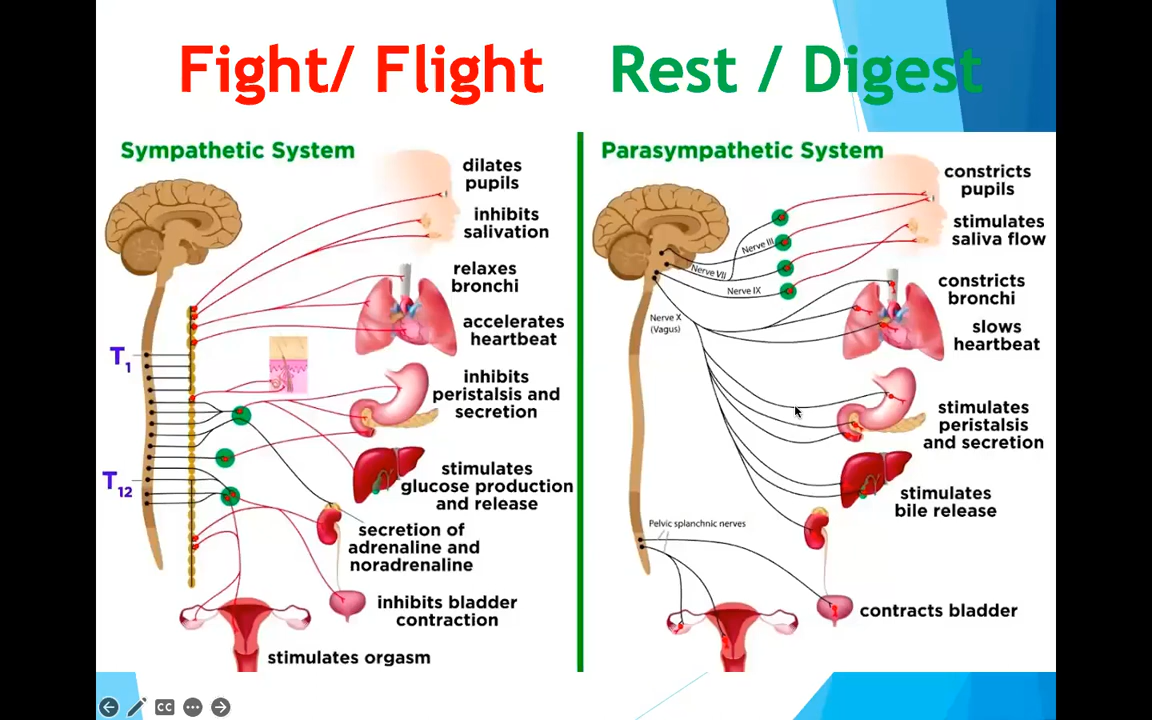 Fight/ Flight
Rest / Digest
Sympathetic System
dilates
pupils
inhibits
salivation
relaxes
bronchi
accelerates
heartbeat
T1
inhibits
peristalsis and
secretion
T12
stimulates
glucose production
and release
secretion of
adrenaline and
noradrenaline
inhibits bladder
contraction
stimulates orgasm
Parasympathetic System
constricts
pupils
stimulates
saliva flow
Nerve III
Nerve VII
Nerve IX
constricts
bronchi
Nerve X
(Vagus)
slows
heartbeat
stimulates
peristalsis
and secretion
stimulates
bile release
Pelvic splanchnic nerves
contracts bladder
CC